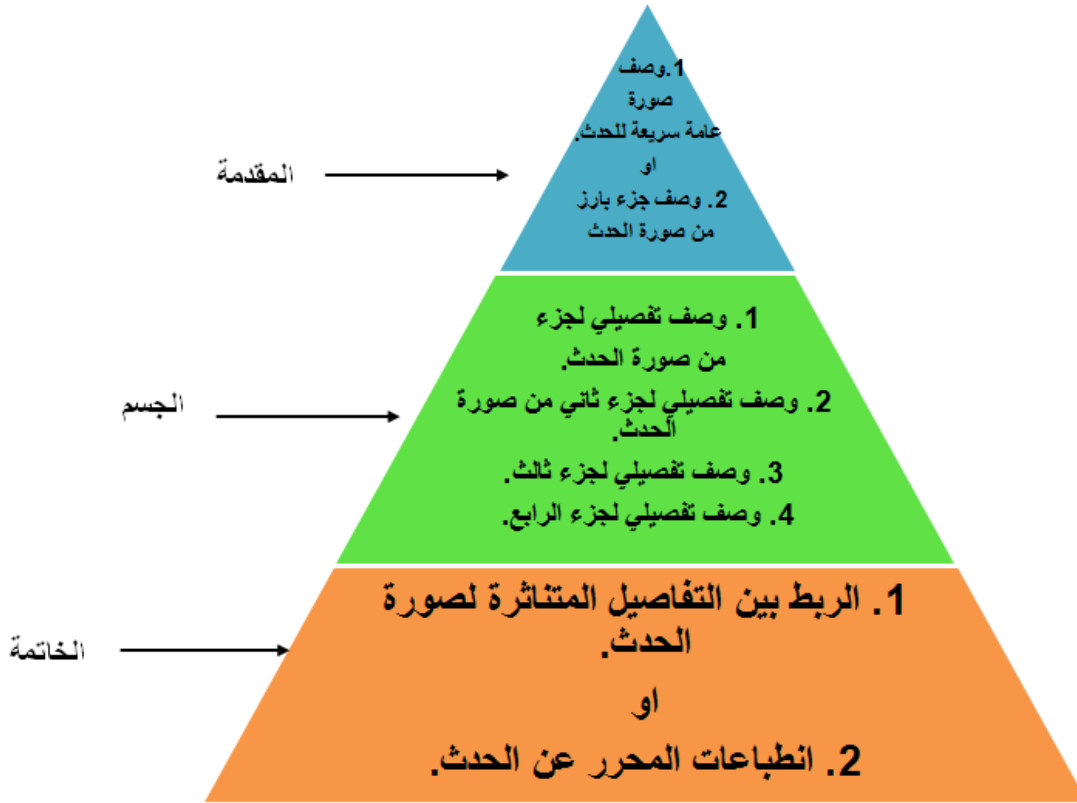 1.وصف
صورة
عامة سريعة للحدث.
او
2. وصف جزء بارز
من صورة الحدث
المقدمة
1. وصف تفصيلي لجزء
من صورة الحدث.
2. وصف تفصيلي لجزء ثاني من صورة
الحدث.
3. وصف تفصيلي لجزء ثالث.
4. وصف تفصيلي لجزء الرابع.
الجسم
1. الربط بين التفاصيل المتناثرة لصورة
الحدث.
او
2. انطباعات المحرر عن الحدث.
الخاتمة